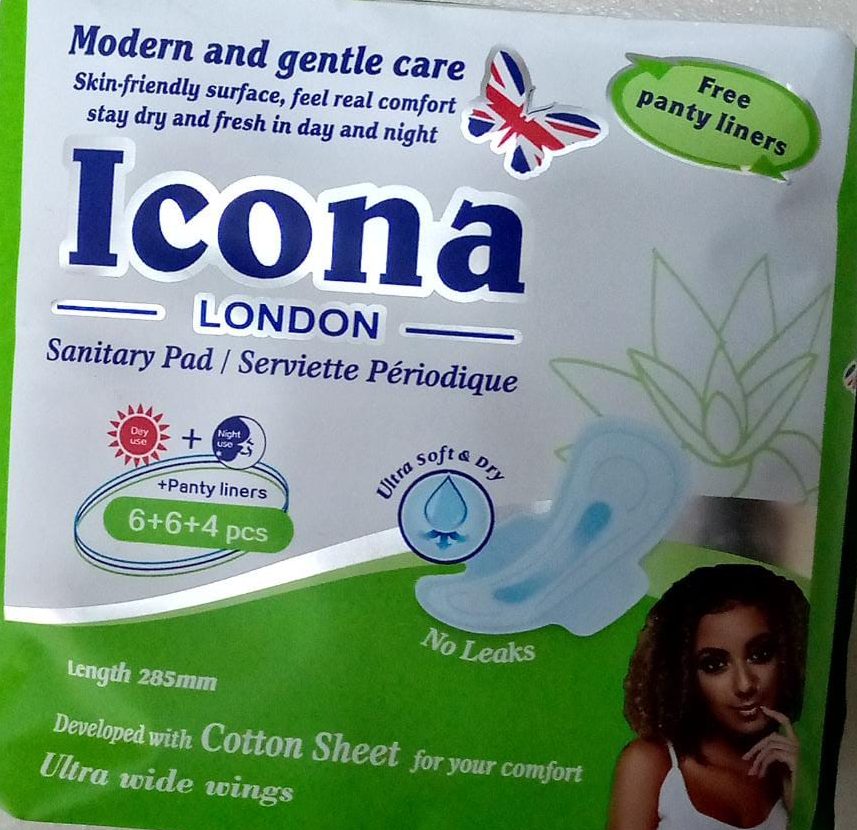 Modern and gentle care
Skin-friendly surface, feel real comfort
stay dry and fresh in day and night
Free
panty liners
Icona
LONDON
Sanitary Pad / Serviette Périodique
Day
use
+
Night
use
+Panty liners
6+6+4 pcs
Ultra Soft & Dry
No Leaks
Length 285mm
Developed with Cotton Sheet for your comfort
Ultra wide wings